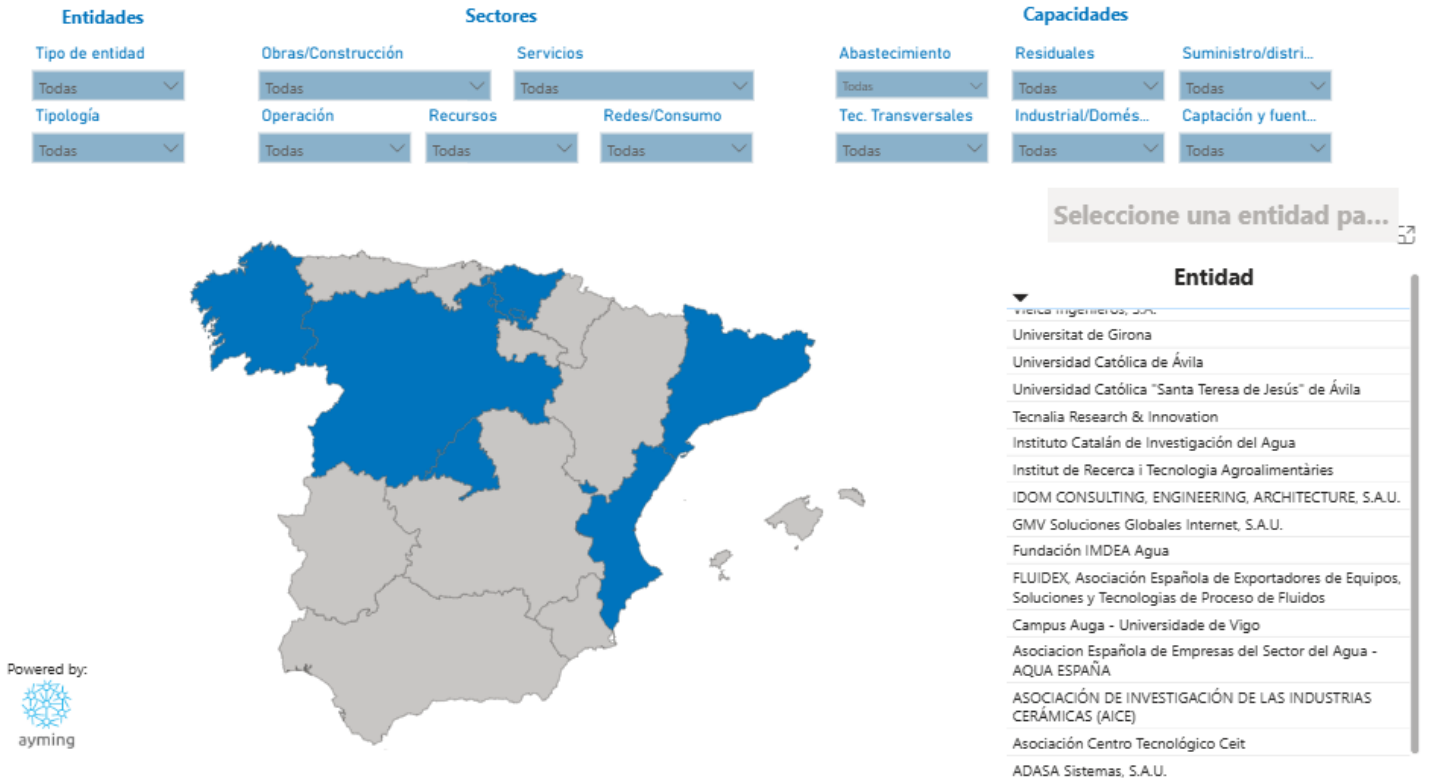 Entidades
Sectores
Capacidades
Tipo de entidad
Obras/Construcción
Servicios
Abastecimiento
Residuales
Suministro/distri...
Todas
Todas
Todas
Todas
Todas
Todas
Tipología
Operación
Recursos
Redes/Consumo
Tec. Transversales
Industrial/Domés...
Captación y fuent...
Todas
Todas
Todas
Todas
Todas
Todas
Todas
Seleccione una entidad pa...
Entidad
Vielca Ingenieros, S.A.
Universitat de Girona
Universidad Católica de Ávila
Universidad Católica "Santa Teresa de Jesús" de Ávila
Tecnalia Research & Innovation
Instituto Catalán de Investigación del Agua
Institut de Recerca i Tecnologia Agroalimentàries
IDOM CONSULTING, ENGINEERING, ARCHITECTURE, S.A.U.
GMV Soluciones Globales Internet, S.A.U.
Fundación IMDEA Agua
FLUIDEX, Asociación Española de Exportadores de Equipos,
Soluciones y Tecnologias de Proceso de Fluidos
Campus Auga - Universidade de Vigo
Asociacion Española de Empresas del Sector del Agua -
AQUA ESPAÑA
ASOCIACIÓN DE INVESTIGACIÓN DE LAS INDUSTRIAS
CERÁMICAS (AICE)
Asociación Centro Tecnológico Ceit
ADASA Sistemas, S.A.U.
Powered by:
ayming